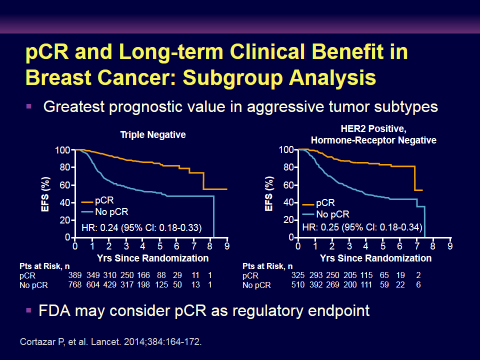 pCR and Long-term Clinical Benefit in
Breast Cancer: Subgroup Analysis
Greatest prognostic value in aggressive tumor subtypes
Triple Negative
100
80
60
40
20
0
EFS (%)
pCR
No pCR
HR: 0.24 (95% CI: 0.18-0.33)
0 1 2 3 4 5 6 7 8 9
Yrs Since Randomization
Pts at Risk, n
pCR 389 349 310 250 166 88 29 11 1
No pCR 768 604 429 317 198 125 50 13 1
HER2 Positive,
Hormone-Receptor Negative
100
80
60
40
20
0
EFS (%)
pCR
No pCR
HR: 0.25 (95% CI: 0.18-0.34)
0 1 2 3 4 5 6 7 8 9
Yrs Since Randomization
Pts at Risk, n
pCR 325 293 250 205 115 65 19 2
No pCR 510 392 269 200 111 59 22 6
FDA may consider pCR as regulatory endpoint
Cortazar P, et al. Lancet. 2014;384:164-172.